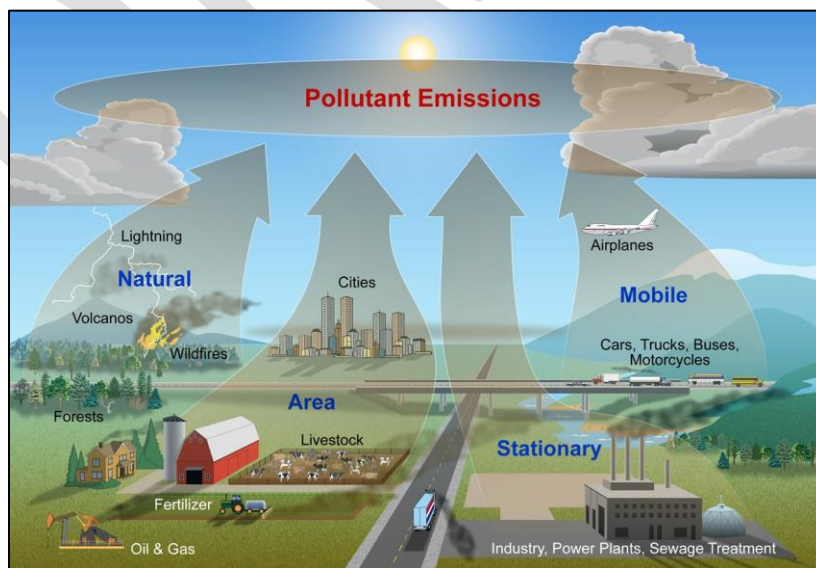 Pollutant Emissions
Lightning
Natural
Volcanos
Wildfires
Forests
Cities
Area
Livestock
Fertilizer
Oil & Gas
Airplanes
Mobile
Cars, Trucks, Buses,
Motorcycles
Stationary
Industry, Power Plants, Sewage Treatment